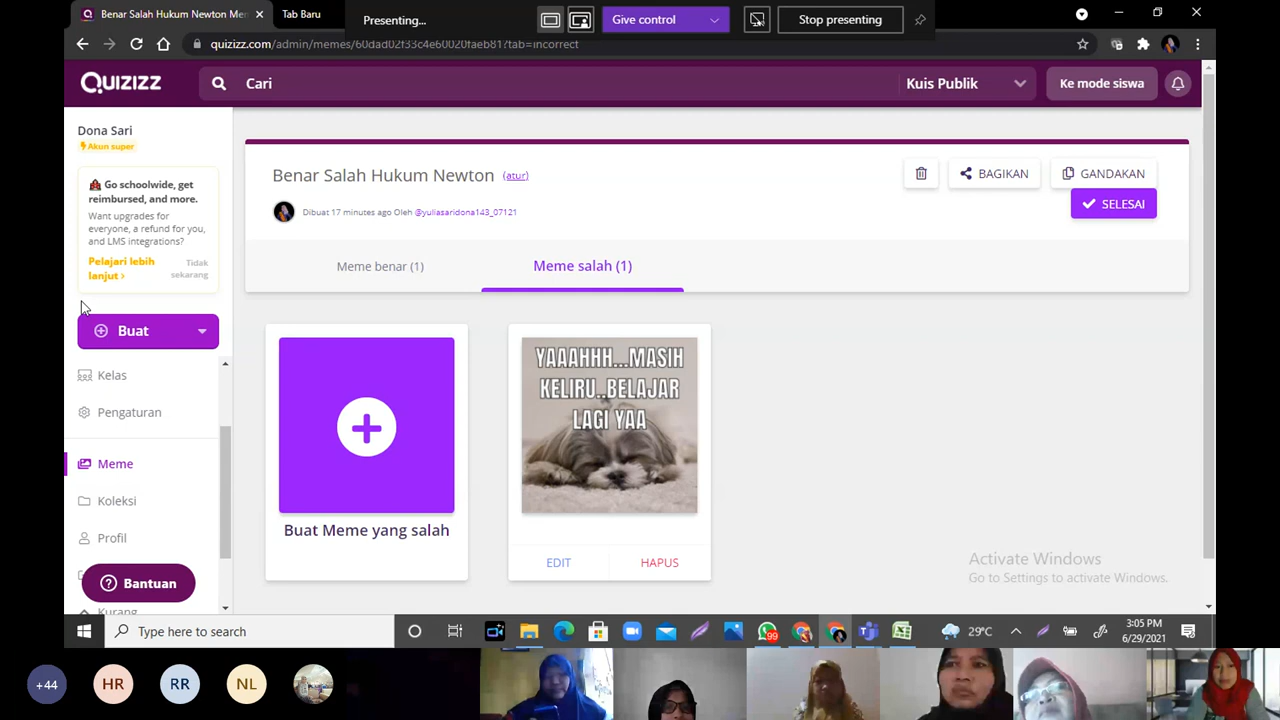 Benar Salah Hukum Newton Me
Tab Baru
Presenting...
Give control
Stop presenting
quizizz.com/admin/memes/60dad02f33c4e60020faeb81?tab=incorrect
QUIZIZZ
Cari
Kuis Publik
Ke mode siswa
Dona Sari
Akun super
Go schoolwide, get
reimbursed, and more.
Want upgrades for
everyone, a refund for you,
and LMS integrations?
Pelajari lebih
lanjut >
Tidak
sekarang
Buat
Kelas
Pengaturan
Meme
Koleksi
Profil
Bantuan
Kurang
Benar Salah Hukum Newton (atur)
Dibuat 17 minutes ago Oleh @yuliasaridona143_07121
BAGIKAN
GANDAKAN
SELESAI
Meme benar (1)
Meme salah (1)
Buat Meme yang salah
YAAAHHH...MASIH
KELIRU..BELAJAR
LAGI YAA
EDIT
HAPUS
Activate Windows
Go to Settings to activate Windows.
Type here to search
99
29°C
3:05 PM
6/29/2021
+44
HR
RR
NL